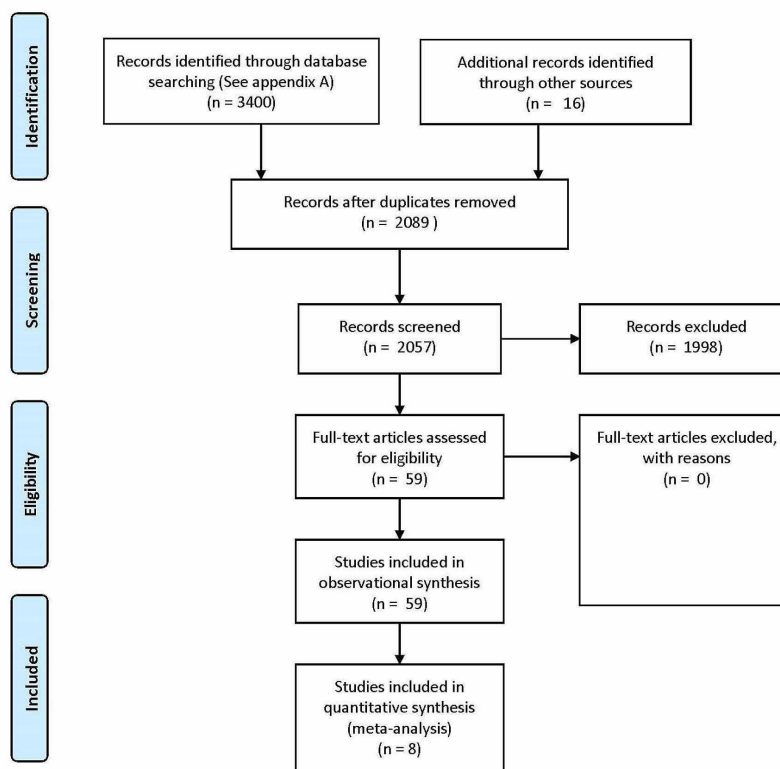 Identification
Records identified through database
searching (See appendix A)
(n = 3400)
Additional records identified
through other sources
(n = 16)
Records after duplicates removed
(n = 2089 )
Screening
Records screened
(n = 2057)
Records excluded
(n = 1998)
Eligibility
Full-text articles assessed
for eligibility
(n = 59)
Full-text articles excluded,
with reasons
(n = 0)
Studies included in
observational synthesis
(n = 59)
Included
Studies included in
quantitative synthesis
(meta-analysis)
(n = 8)